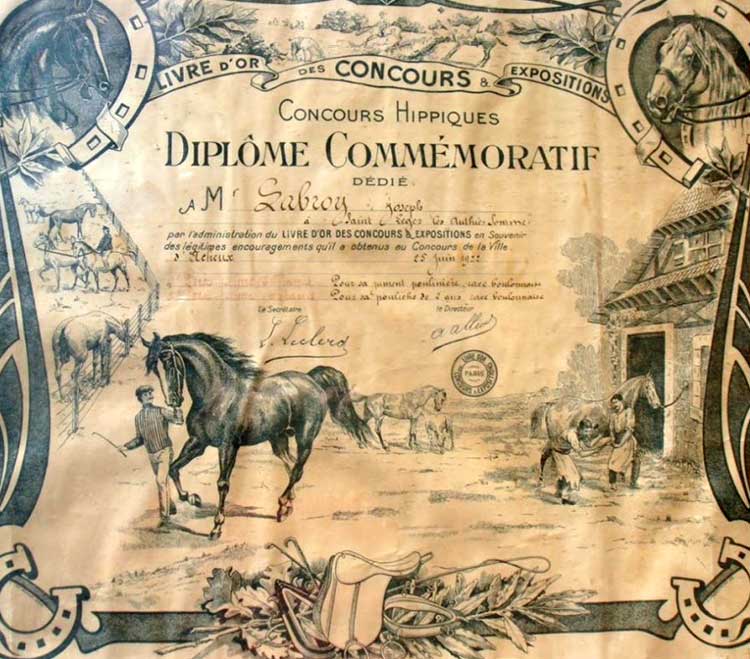 LIVRE D'OR DES CONCOURS & EXPOSITIONS
CONCOURS HIPPIQUES
DIPLÔME COMMÉMORATIF
DÉDIÉ
A Mr Labroy Joseph
à Saint Léger les Authie Somme
par l'administration du LIVRE D'OR DES CONCOURS & EXPOSITIONS en Souvenir
des légitimes encouragements qu'il a obtenus au Concours de la Ville.
d'Acheux 25 juin 1922
Pour sa jument poulinière, race boulonnaise
Pour sa pouliche de 2 ans race boulonnaise
Le Secrétaire le Directeur
L. Leclerc
PARIS